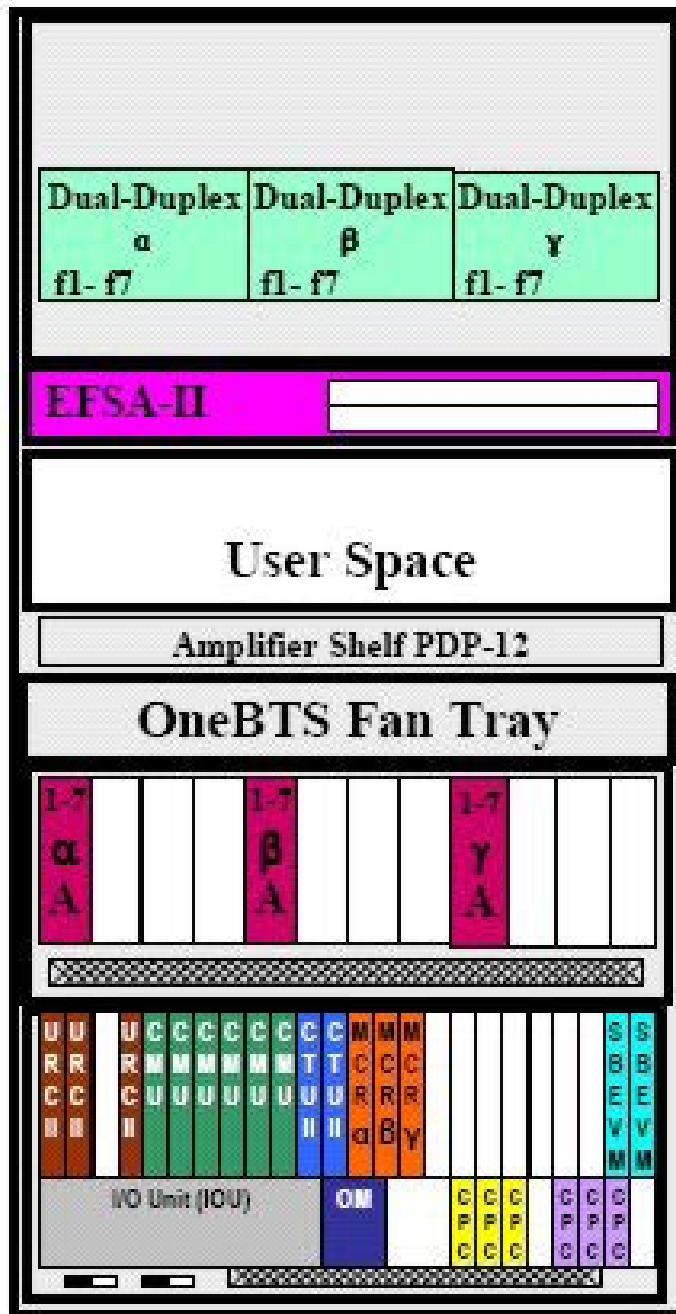 Dual-Duplex Dual-Duplex Dual-Duplex
α β γ
f1- f7 f1- f7 f1- f7
EFSA-II
User Space
Amplifier Shelf PDP-12
OneBTS Fan Tray
1-7 1-7 1-7
α β γ
A A A
URCII URCII URCII CMU CMU CMU CMU CMU CMU CTUII CTUII MCRα MCRβ MCRγ SBEVM SBEVM
I/O Unit (IOU) OM CPC CPC CPC CPC CPC CPC